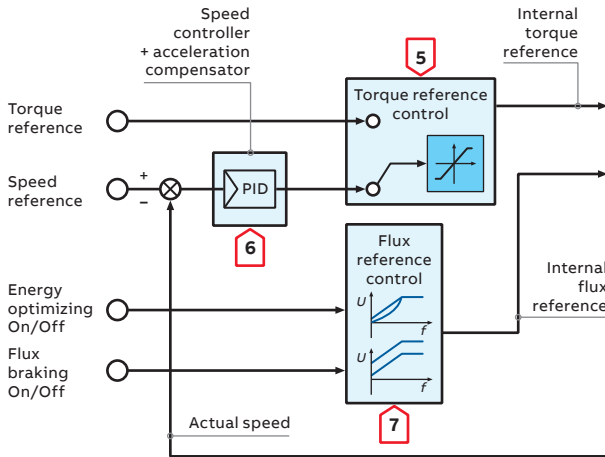 Speed
controller
+ acceleration
compensator
Internal
torque
reference
5
Torque
reference
Torque reference
control
Speed
reference
+
−
PID
6
Flux
reference
control
U
f
U
f
7
Energy
optimizing
On/Off
Flux
braking
On/Off
Internal
flux
reference
Actual speed